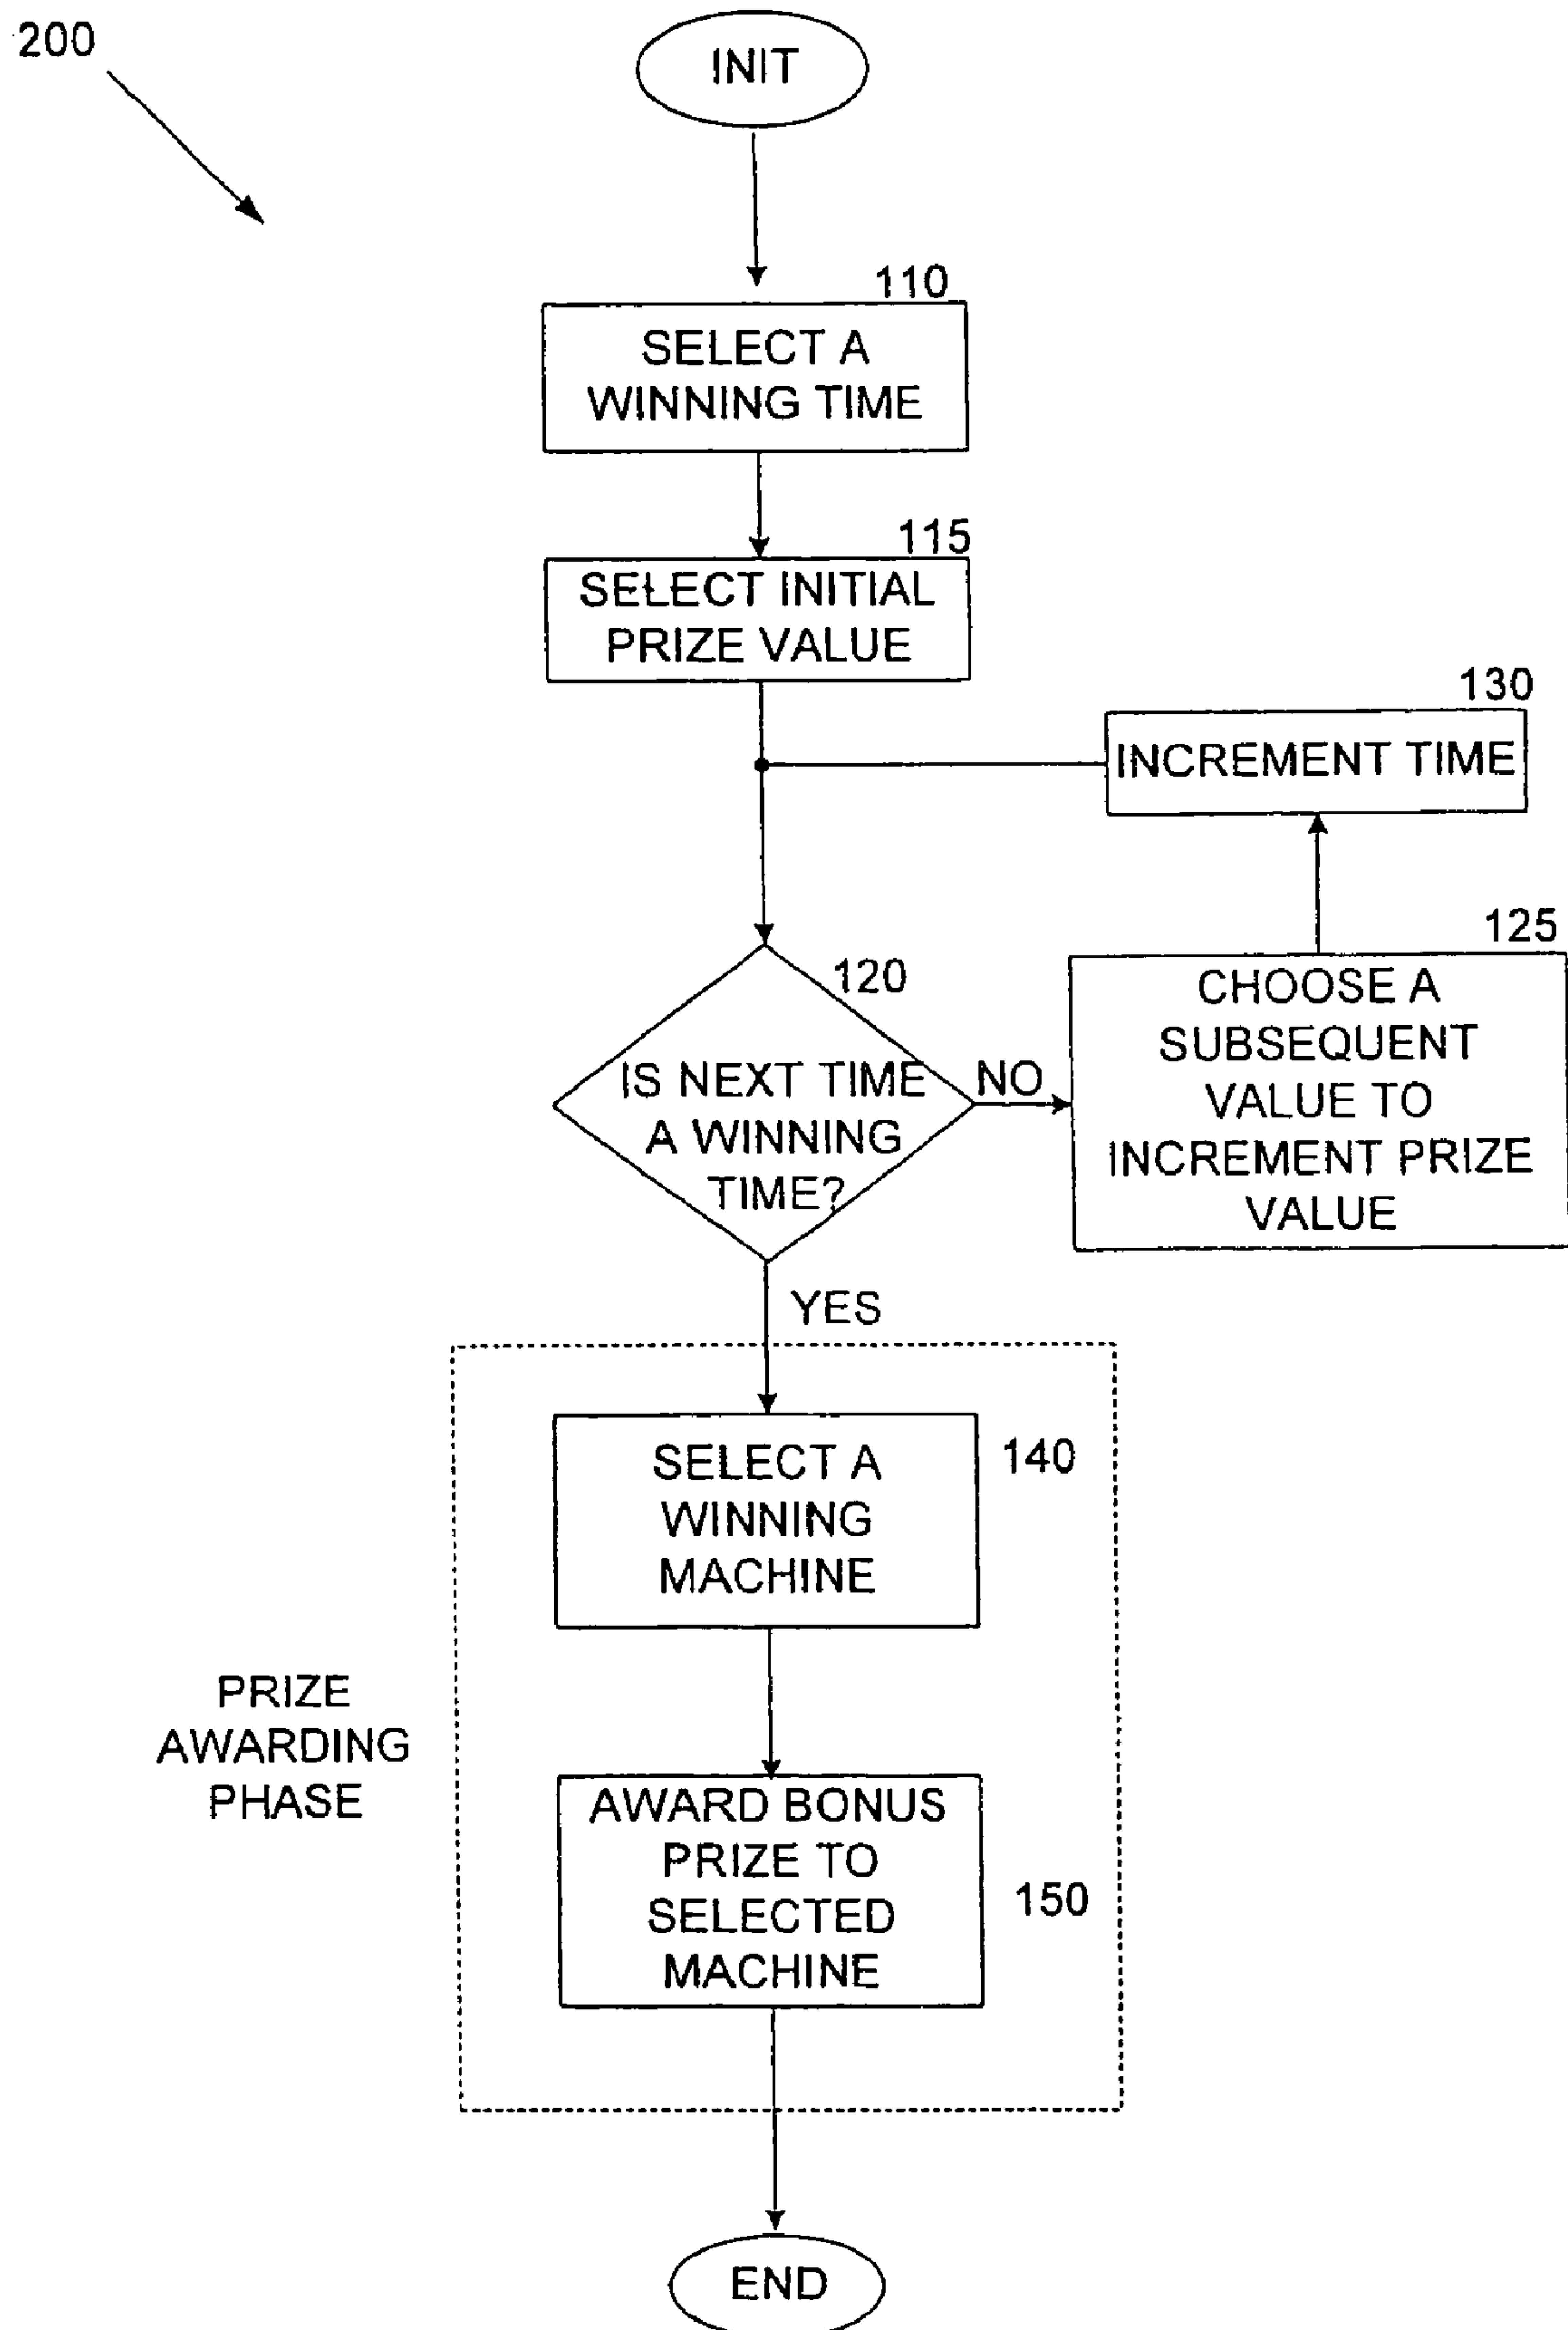 200
INIT
110
SELECT A
WINNING TIME
115
SELECT INITIAL
PRIZE VALUE
130
INCREMENT TIME
120
IS NEXT TIME
A WINNING
TIME?
NO
125
CHOOSE A
SUBSEQUENT
VALUE TO
INCREMENT PRIZE
VALUE
YES
PRIZE
AWARDING
PHASE
140
SELECT A
WINNING
MACHINE
AWARD BONUS
PRIZE TO
SELECTED
MACHINE
150
END